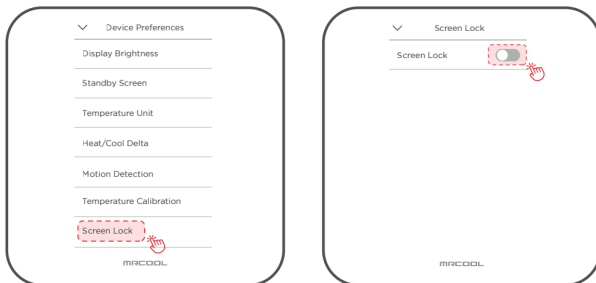 Device Preferences
Display Brightness
Standby Screen
Temperature Unit
Heat/Cool Delta
Motion Detection
Temperature Calibration
Screen Lock
MRCOOL
Screen Lock
Screen Lock
MRCOOL